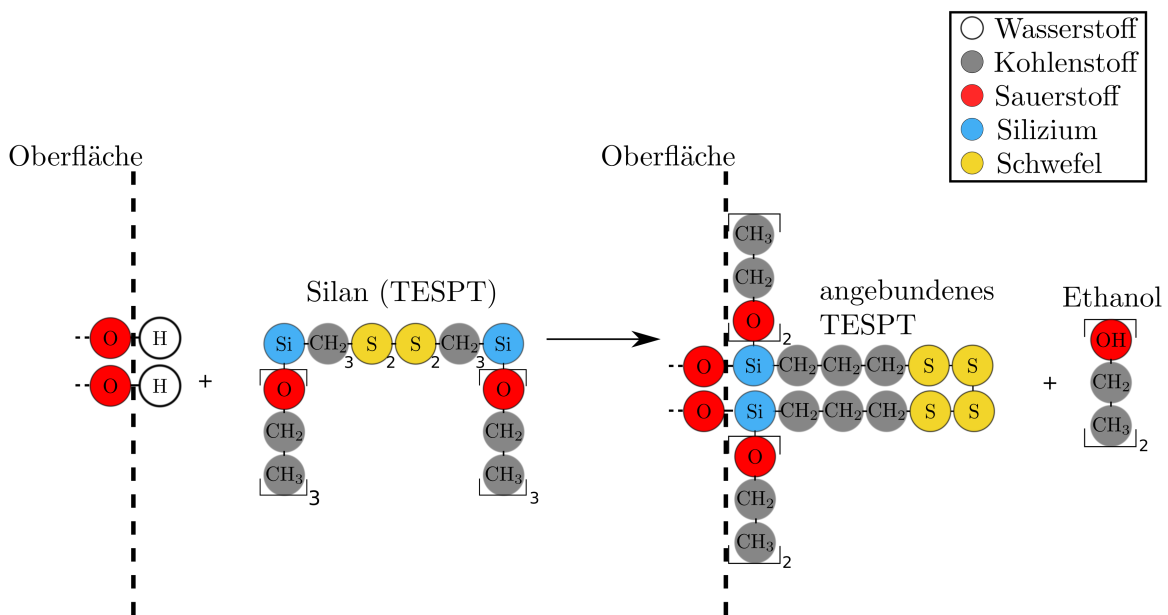 Wasserstoff
Kohlenstoff
Sauerstoff
Silizium
Schwefel
Oberfläche
Oberfläche
Silan (TESPT)
angebundenes
TESPT
Ethanol
O H
O H
+
Si CH2 3 S 2 S 2 CH2 3 Si
O O
CH2 CH2
CH3 3 CH3 3
CH3
CH2
O 2
O Si CH2 CH2 CH2 S S
O Si CH2 CH2 CH2 S S
O
CH2
CH3 2
+
OH
CH2
CH3 2